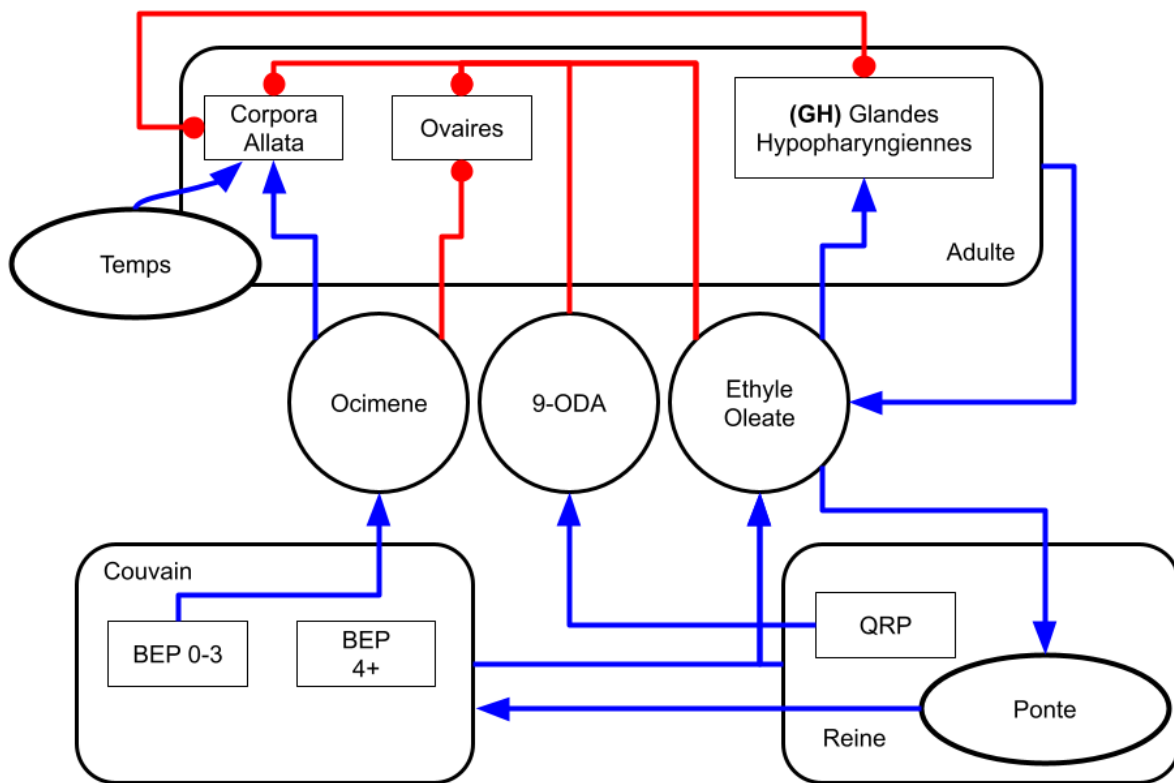 Corpora
Allata
Ovaires
(GH) Glandes
Hypopharyngiennes
Temps
Adulte
Ocimene
9-ODA
Ethyle
Oleate
Couvain
BEP 0-3
BEP
4+
QRP
Ponte
Reine